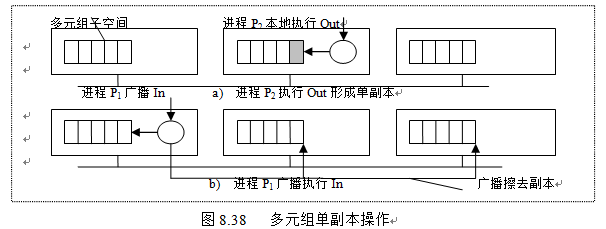 多元组子空间
进程 P2 本地执行 Out
进程 P1 广播 In
a) 进程 P2 执行 Out 形成单副本
b) 进程 P1 广播执行 In
广播擦去副本
图 8.38 多元组单副本操作